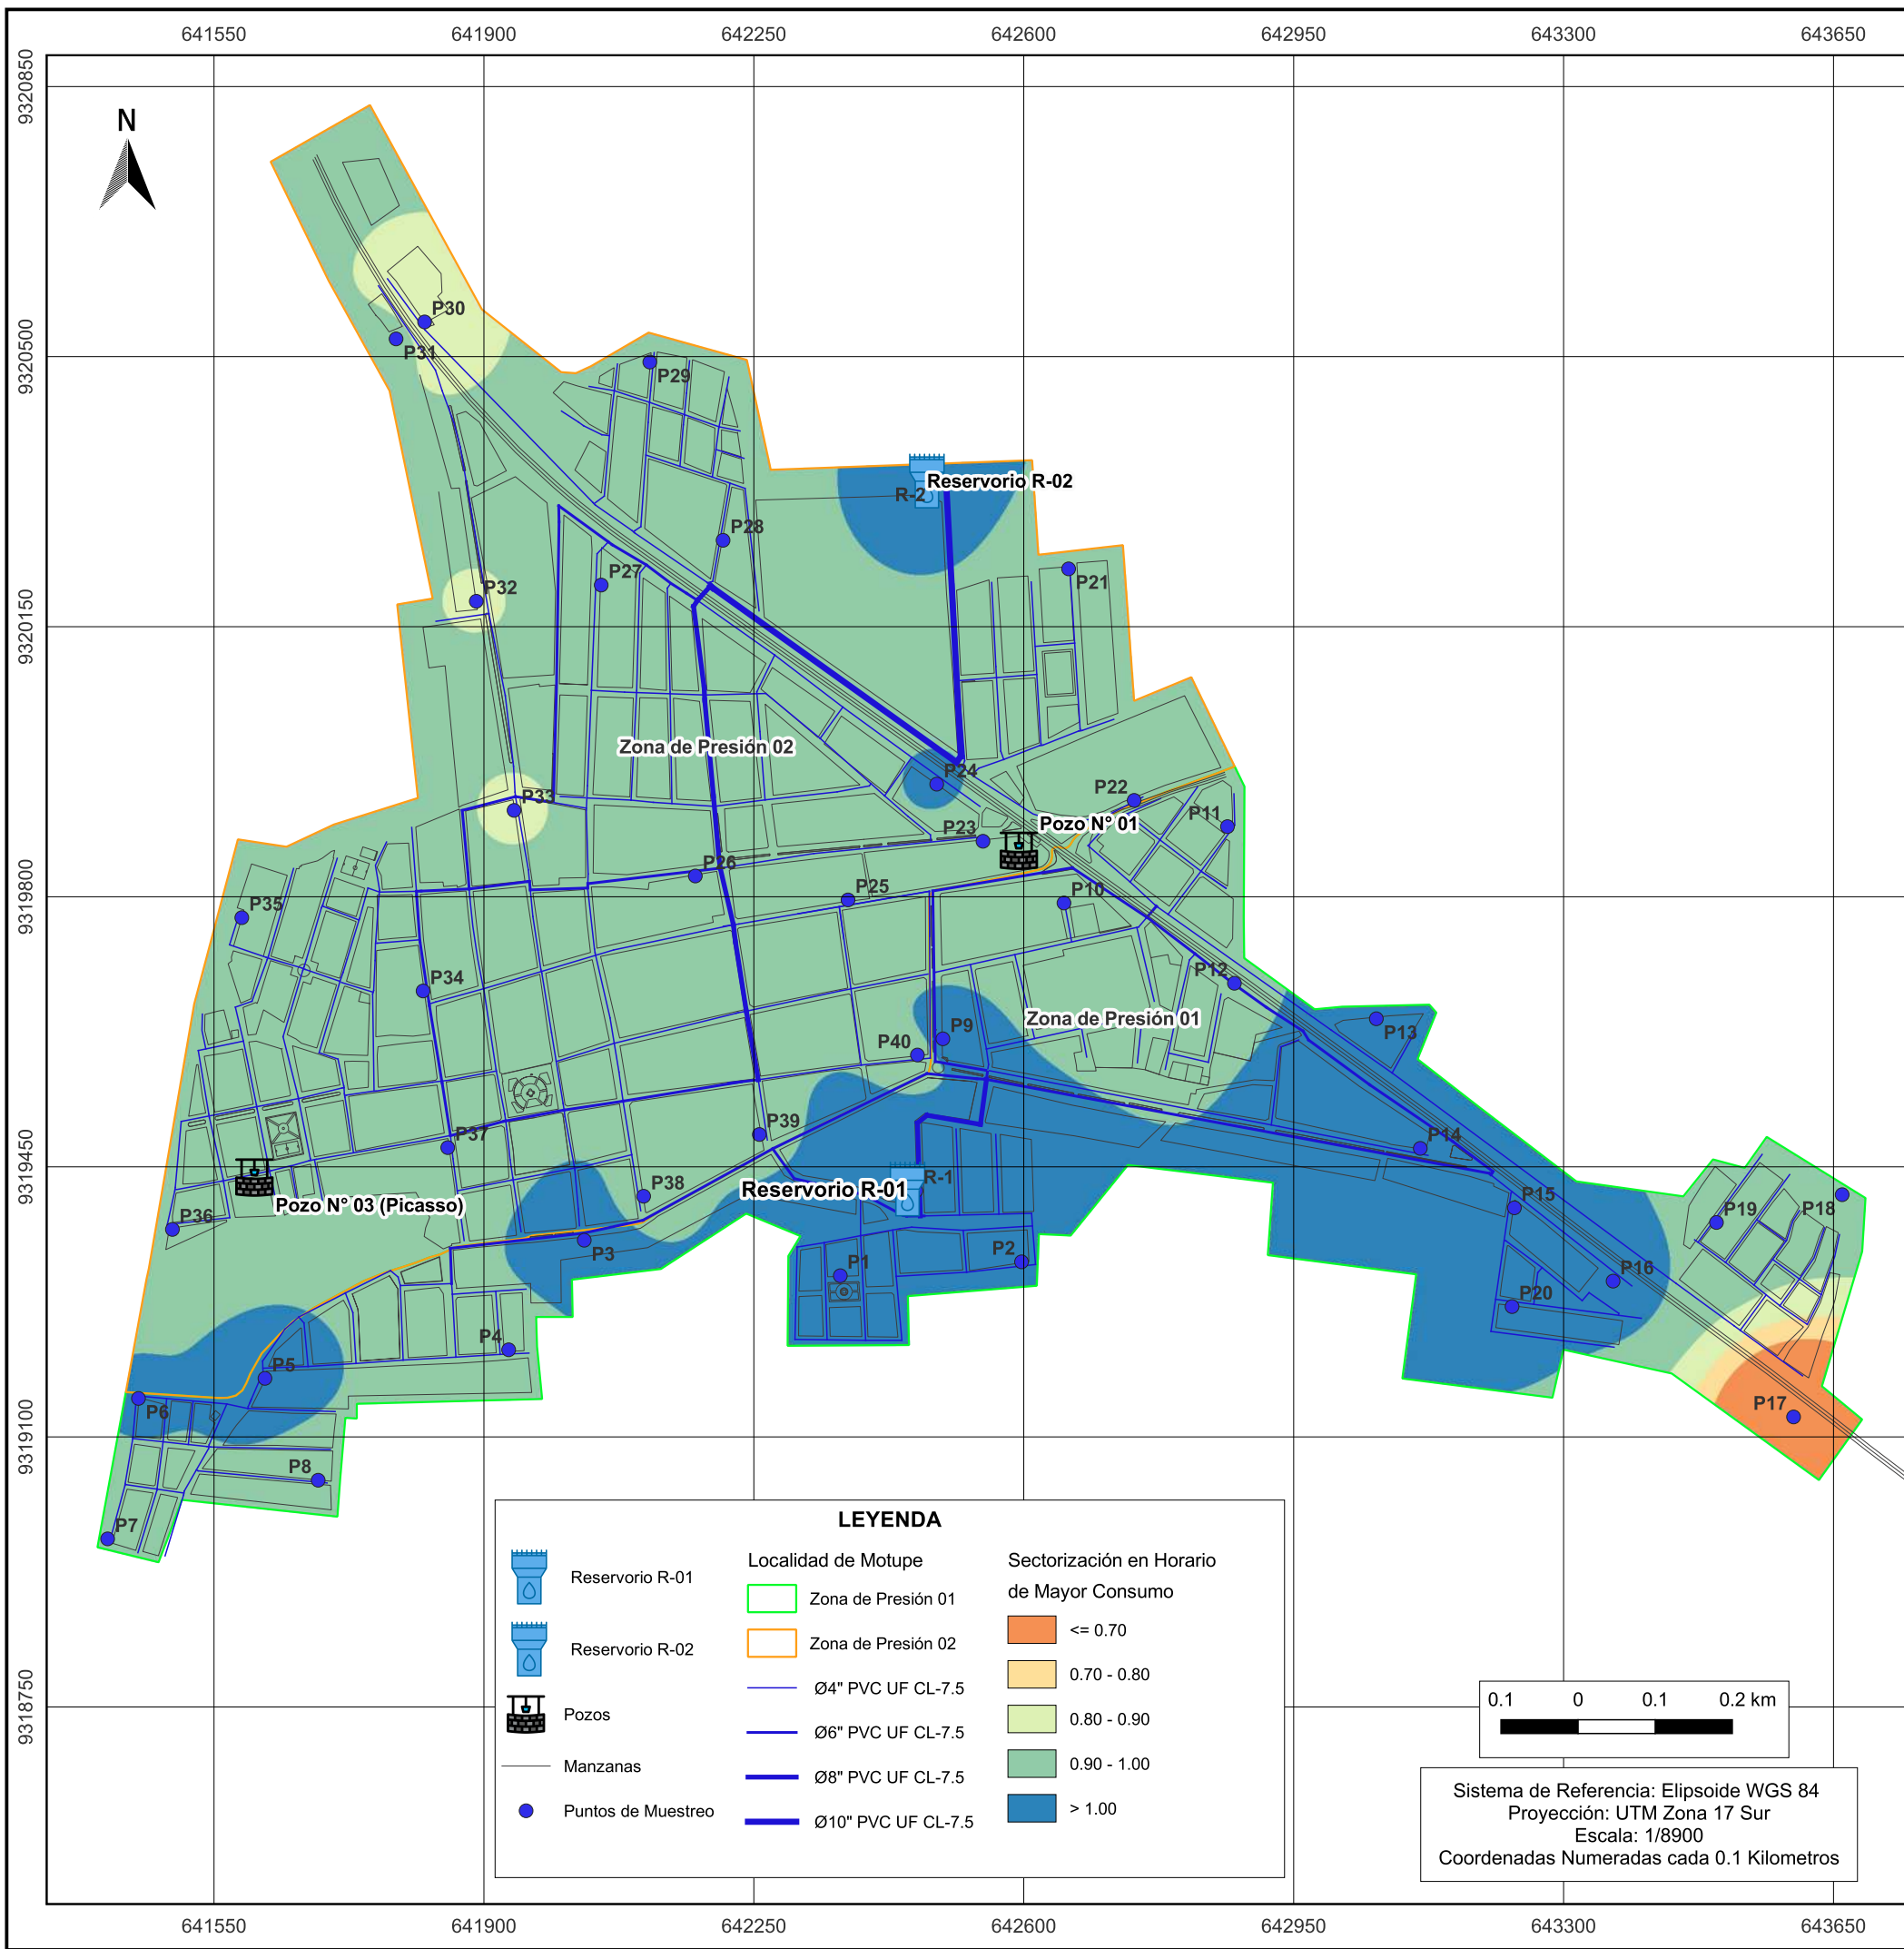 641550 641900 642250 642600 642950 643300 643650
9320850
N
P30
9320500
P31
P29
Reservorio R-02
R-2
P28
P21
P27
P32
9320150
Zona de Presión 02
P24
P22
P33
P11
P23
Pozo N° 01
P26
P25
P10
9319800
P35
P34
P12
Zona de Presión 01
P13
P9
P40
P39
P14
P37
9319450
R-1
Reservorio R-01
P38
Pozo N° 03 (Picasso)
P15
P19
P18
P36
P3
P2
P1
P16
P20
P4
P5
P6
P17
9319100
P8
P7
LEYENDA
Reservorio R-01
Reservorio R-02
Pozos
Manzanas
Puntos de Muestreo
Localidad de Motupe
Zona de Presión 01
Zona de Presión 02
Ø4" PVC UF CL-7.5
Ø6" PVC UF CL-7.5
Ø8" PVC UF CL-7.5
Ø10" PVC UF CL-7.5
Sectorización en Horario
de Mayor Consumo
<= 0.70
0.70 - 0.80
0.80 - 0.90
0.90 - 1.00
> 1.00
9318750
0.1 0 0.1 0.2 km
Sistema de Referencia: Elipsoide WGS 84
Proyección: UTM Zona 17 Sur
Escala: 1/8900
Coordenadas Numeradas cada 0.1 Kilometros
641550 641900 642250 642600 642950 643300 643650